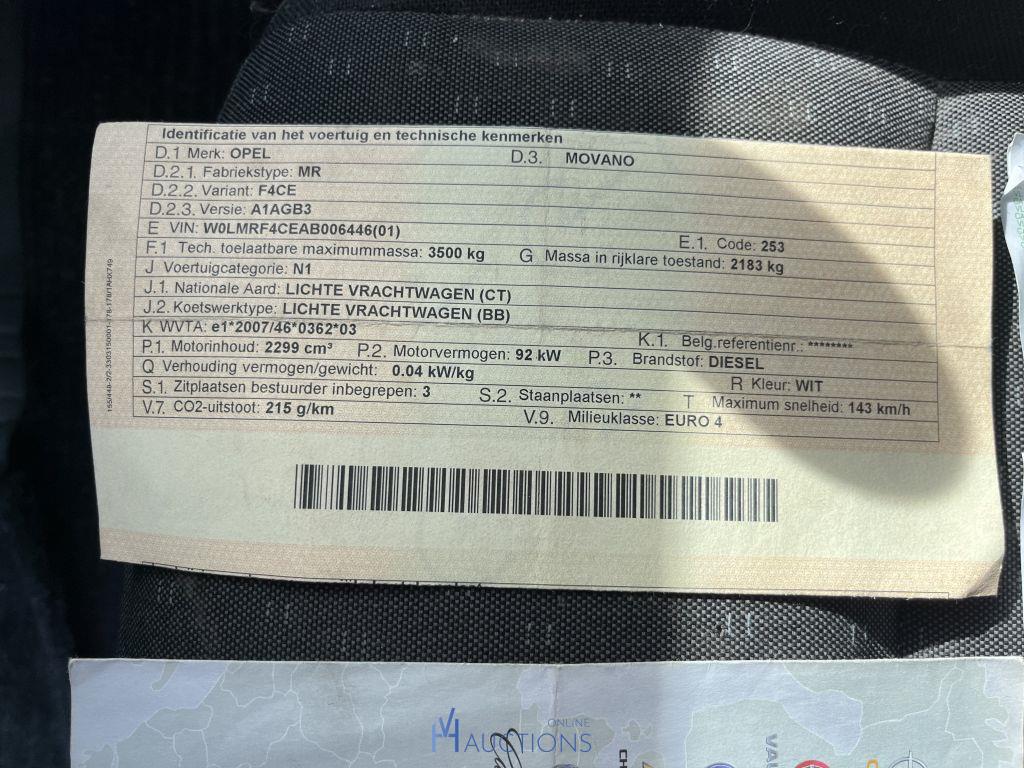 Identificatie van het voertuig en technische kenmerken
D.1 Merk: OPEL D.3. MOVANO
D.2.1. Fabriekstype: MR
D.2.2. Variant: F4CE
D.2.3. Versie: A1AGB3
E VIN: W0LMRF4CEAB006446(01) E.1. Code: 253
F.1 Tech. toelaatbare maximummassa: 3500 kg G Massa in rijklare toestand: 2183 kg
J Voertuigcategorie: N1
J.1. Nationale Aard: LICHTE VRACHTWAGEN (CT)
J.2. Koetswerktype: LICHTE VRACHTWAGEN (BB)
K WVTA: e1*2007/46*0362*03 K.1. Belg.referentienr.: ********
P.1. Motorinhoud: 2299 cm³ P.2. Motorvermogen: 92 kW P.3. Brandstof: DIESEL
Q Verhouding vermogen/gewicht: 0.04 kW/kg R Kleur: WIT
S.1. Zitplaatsen bestuurder inbegrepen: 3 S.2. Staanplaatsen: ** T Maximum snelheid: 143 km/h
V.7. CO2-uitstoot: 215 g/km V.9. Milieuklasse: EURO 4
ONLINE
AUCTIONS